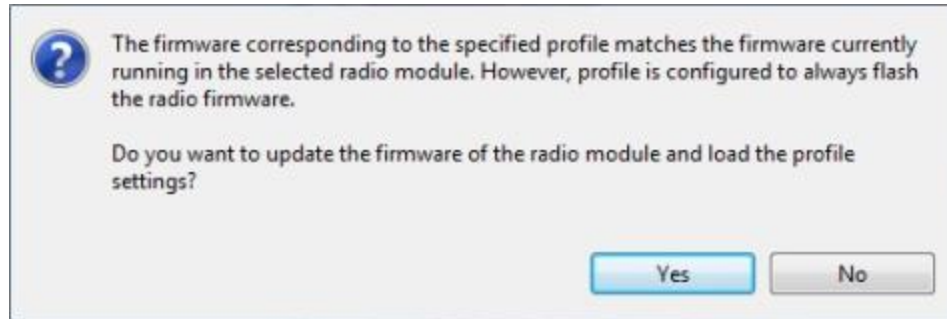 The firmware corresponding to the specified profile matches the firmware currently
running in the selected radio module. However, profile is configured to always flash
the radio firmware.
Do you want to update the firmware of the radio module and load the profile
settings?
Yes
No